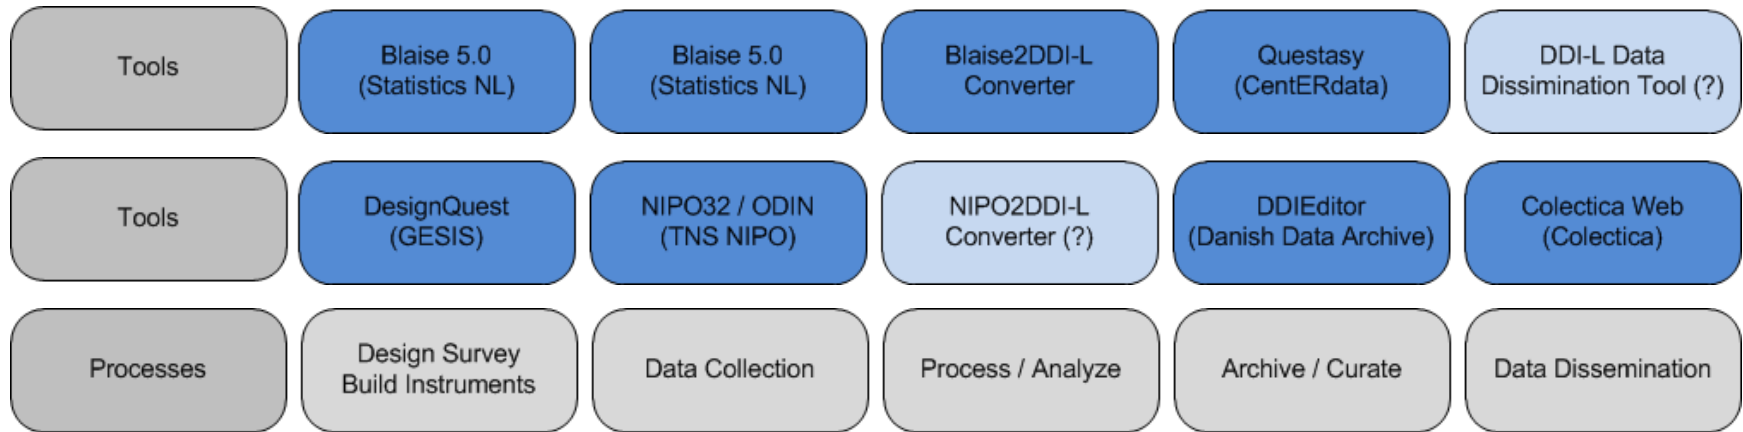 Tools
Blaise 5.0
(Statistics NL)
Blaise 5.0
(Statistics NL)
Blaise2DDI-L
Converter
Questasy
(CentERdata)
DDI-L Data
Dissimination Tool (?)
Tools
DesignQuest
(GESIS)
NIPO32 / ODIN
(TNS NIPO)
NIPO2DDI-L
Converter (?)
DDIEditor
(Danish Data Archive)
Colectica Web
(Colectica)
Processes
Design Survey
Build Instruments
Data Collection
Process / Analyze
Archive / Curate
Data Dissemination